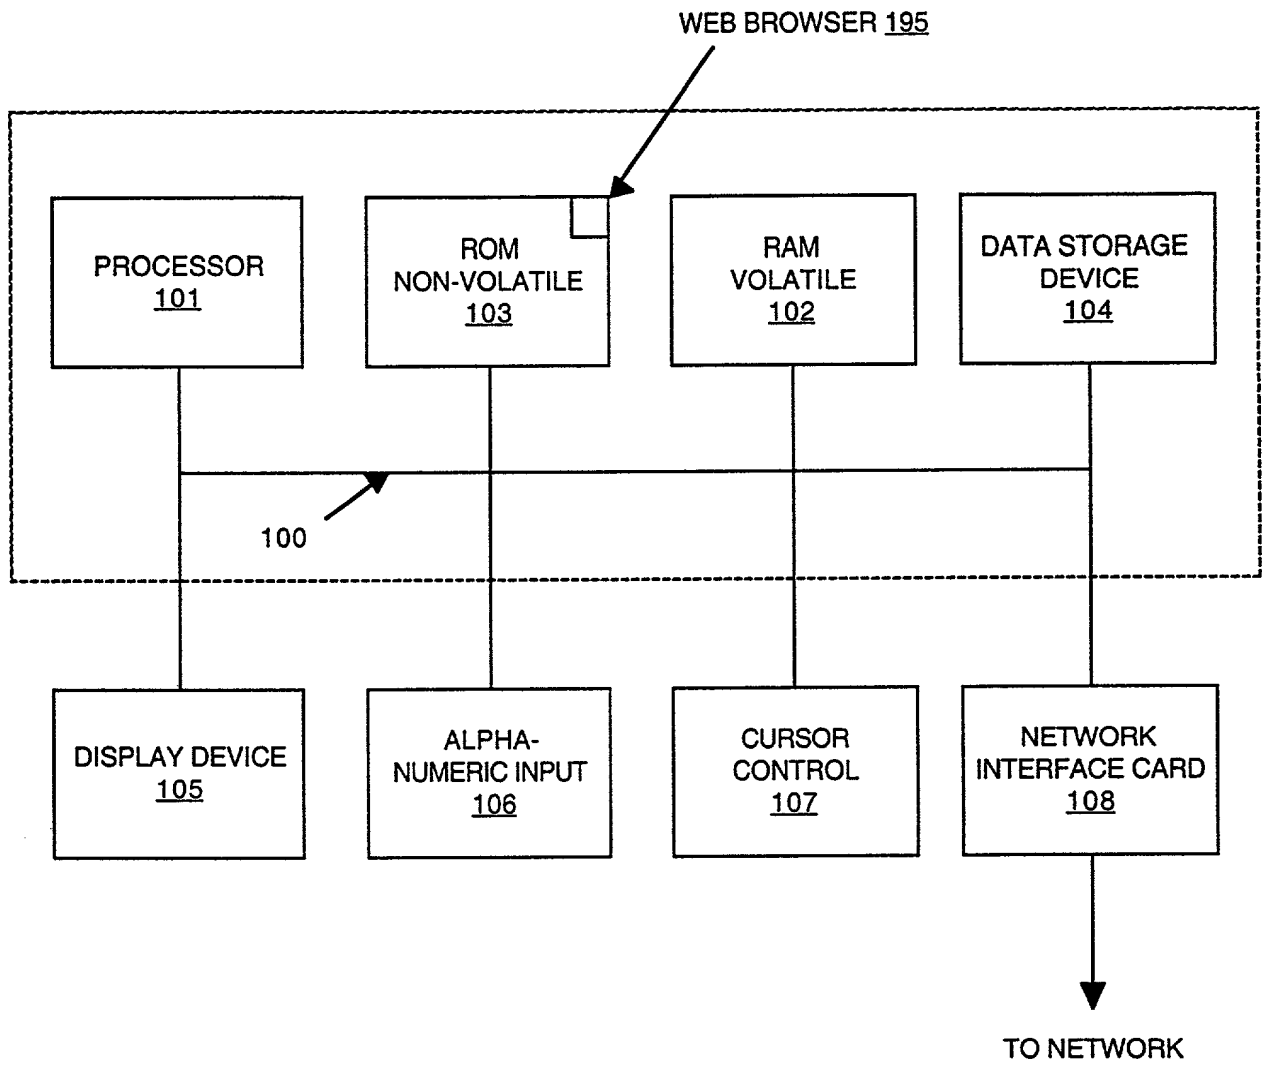 WEB BROWSER 195
PROCESSOR
101
ROM
NON-VOLATILE
103
RAM
VOLATILE
102
DATA STORAGE
DEVICE
104
100
DISPLAY DEVICE
105
ALPHA-
NUMERIC INPUT
106
CURSOR
CONTROL
107
NETWORK
INTERFACE CARD
108
TO NETWORK